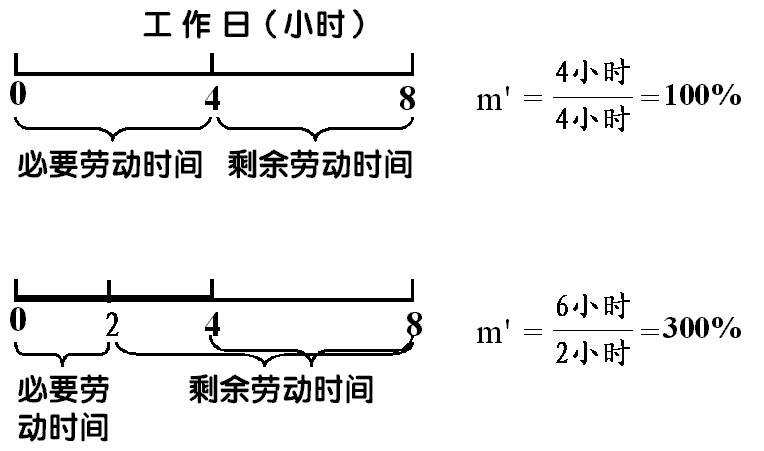 工作日（小时）
0 4 8
必要劳动时间 剩余劳动时间
m' = 4小时/4小时 = 100%
0 2 4 8
必要劳动时间 剩余劳动时间
m' = 6小时/2小时 = 300%